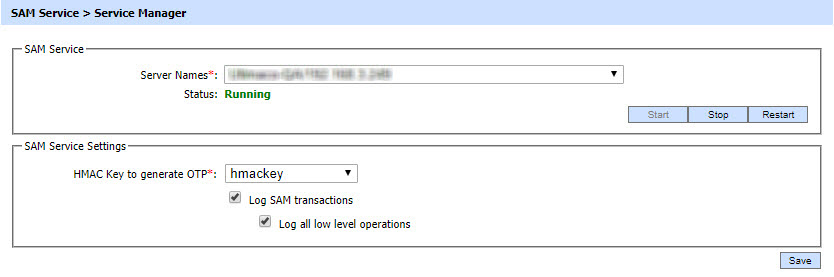 SAM Service > Service Manager
SAM Service
Server Names*:
Status: Running
Start Stop Restart
SAM Service Settings
HMAC Key to generate OTP*: hmackey
Log SAM transactions
Log all low level operations
Save